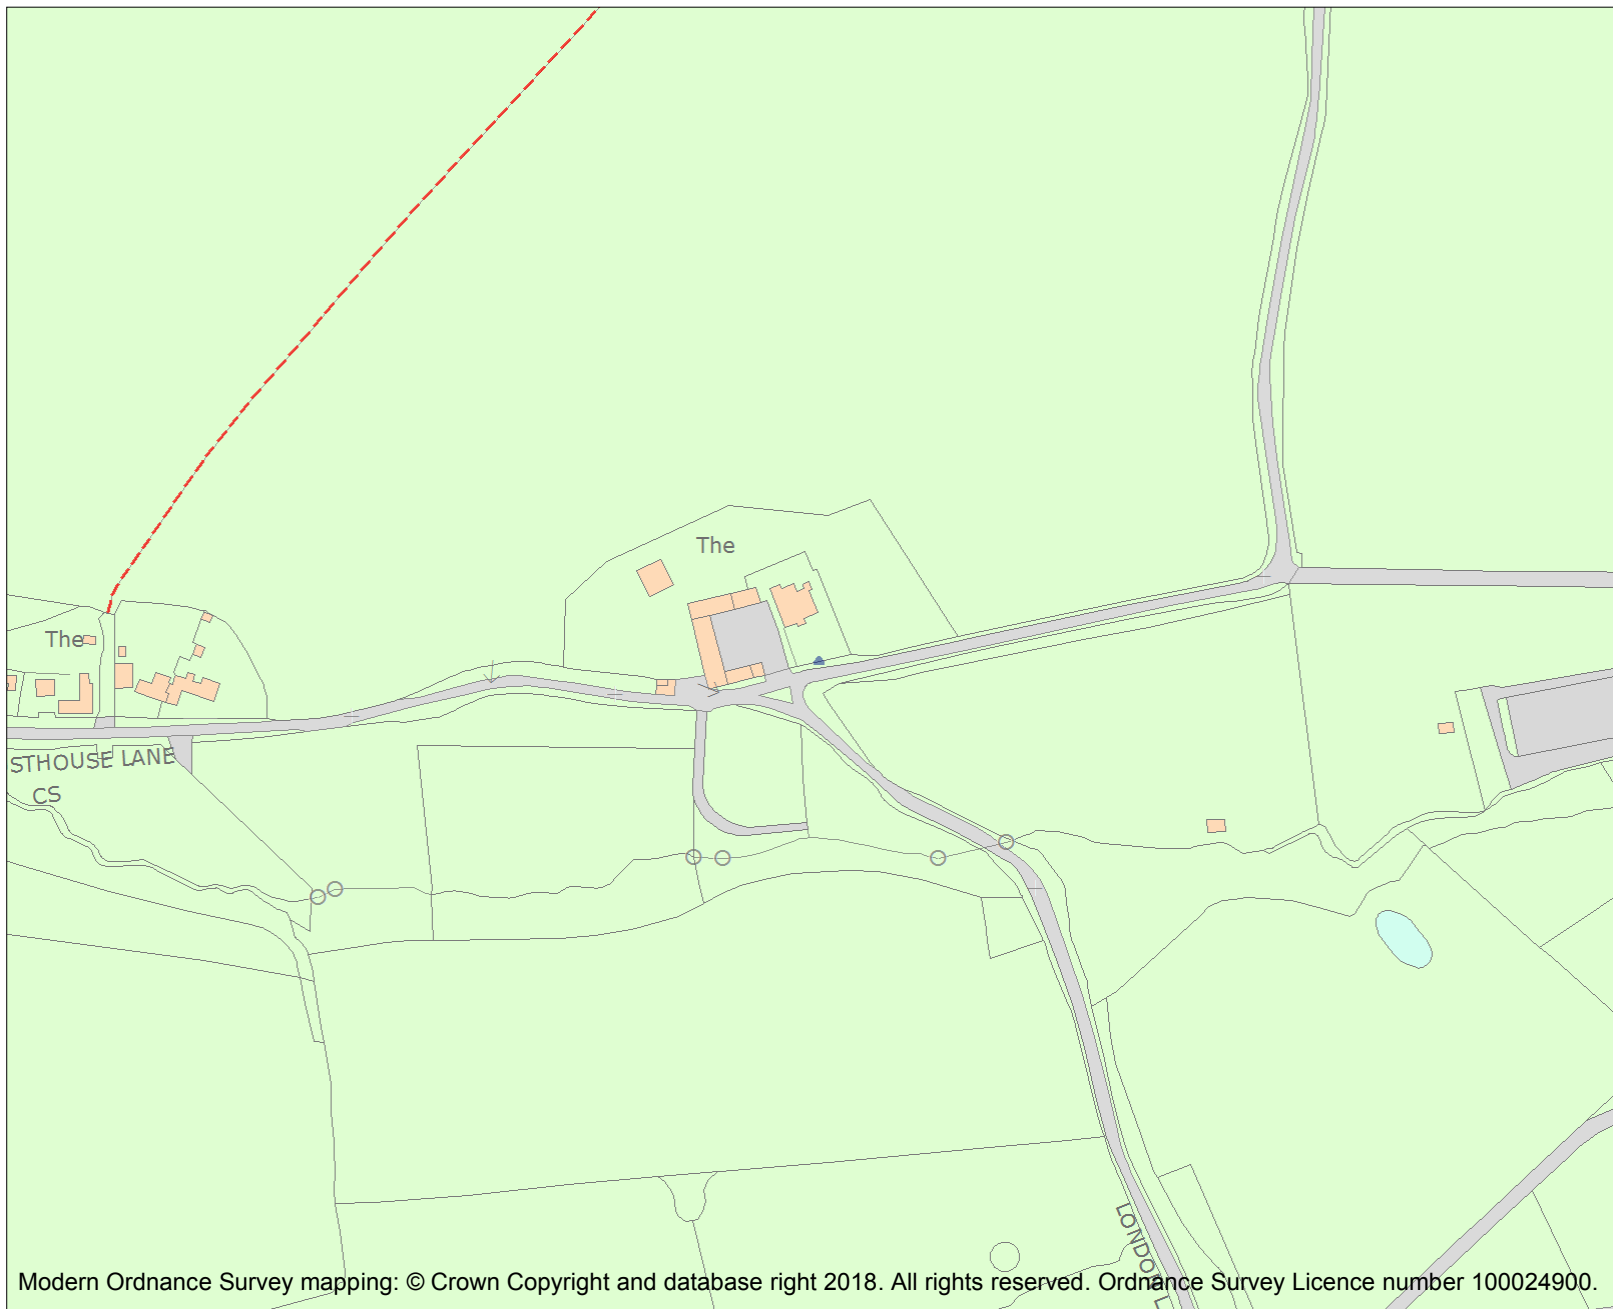 The
The
STHOUSE LANE
CS
LONDON L
Modern Ordnance Survey mapping: © Crown Copyright and database right 2018. All rights reserved. Ordnance Survey Licence number 100024900.